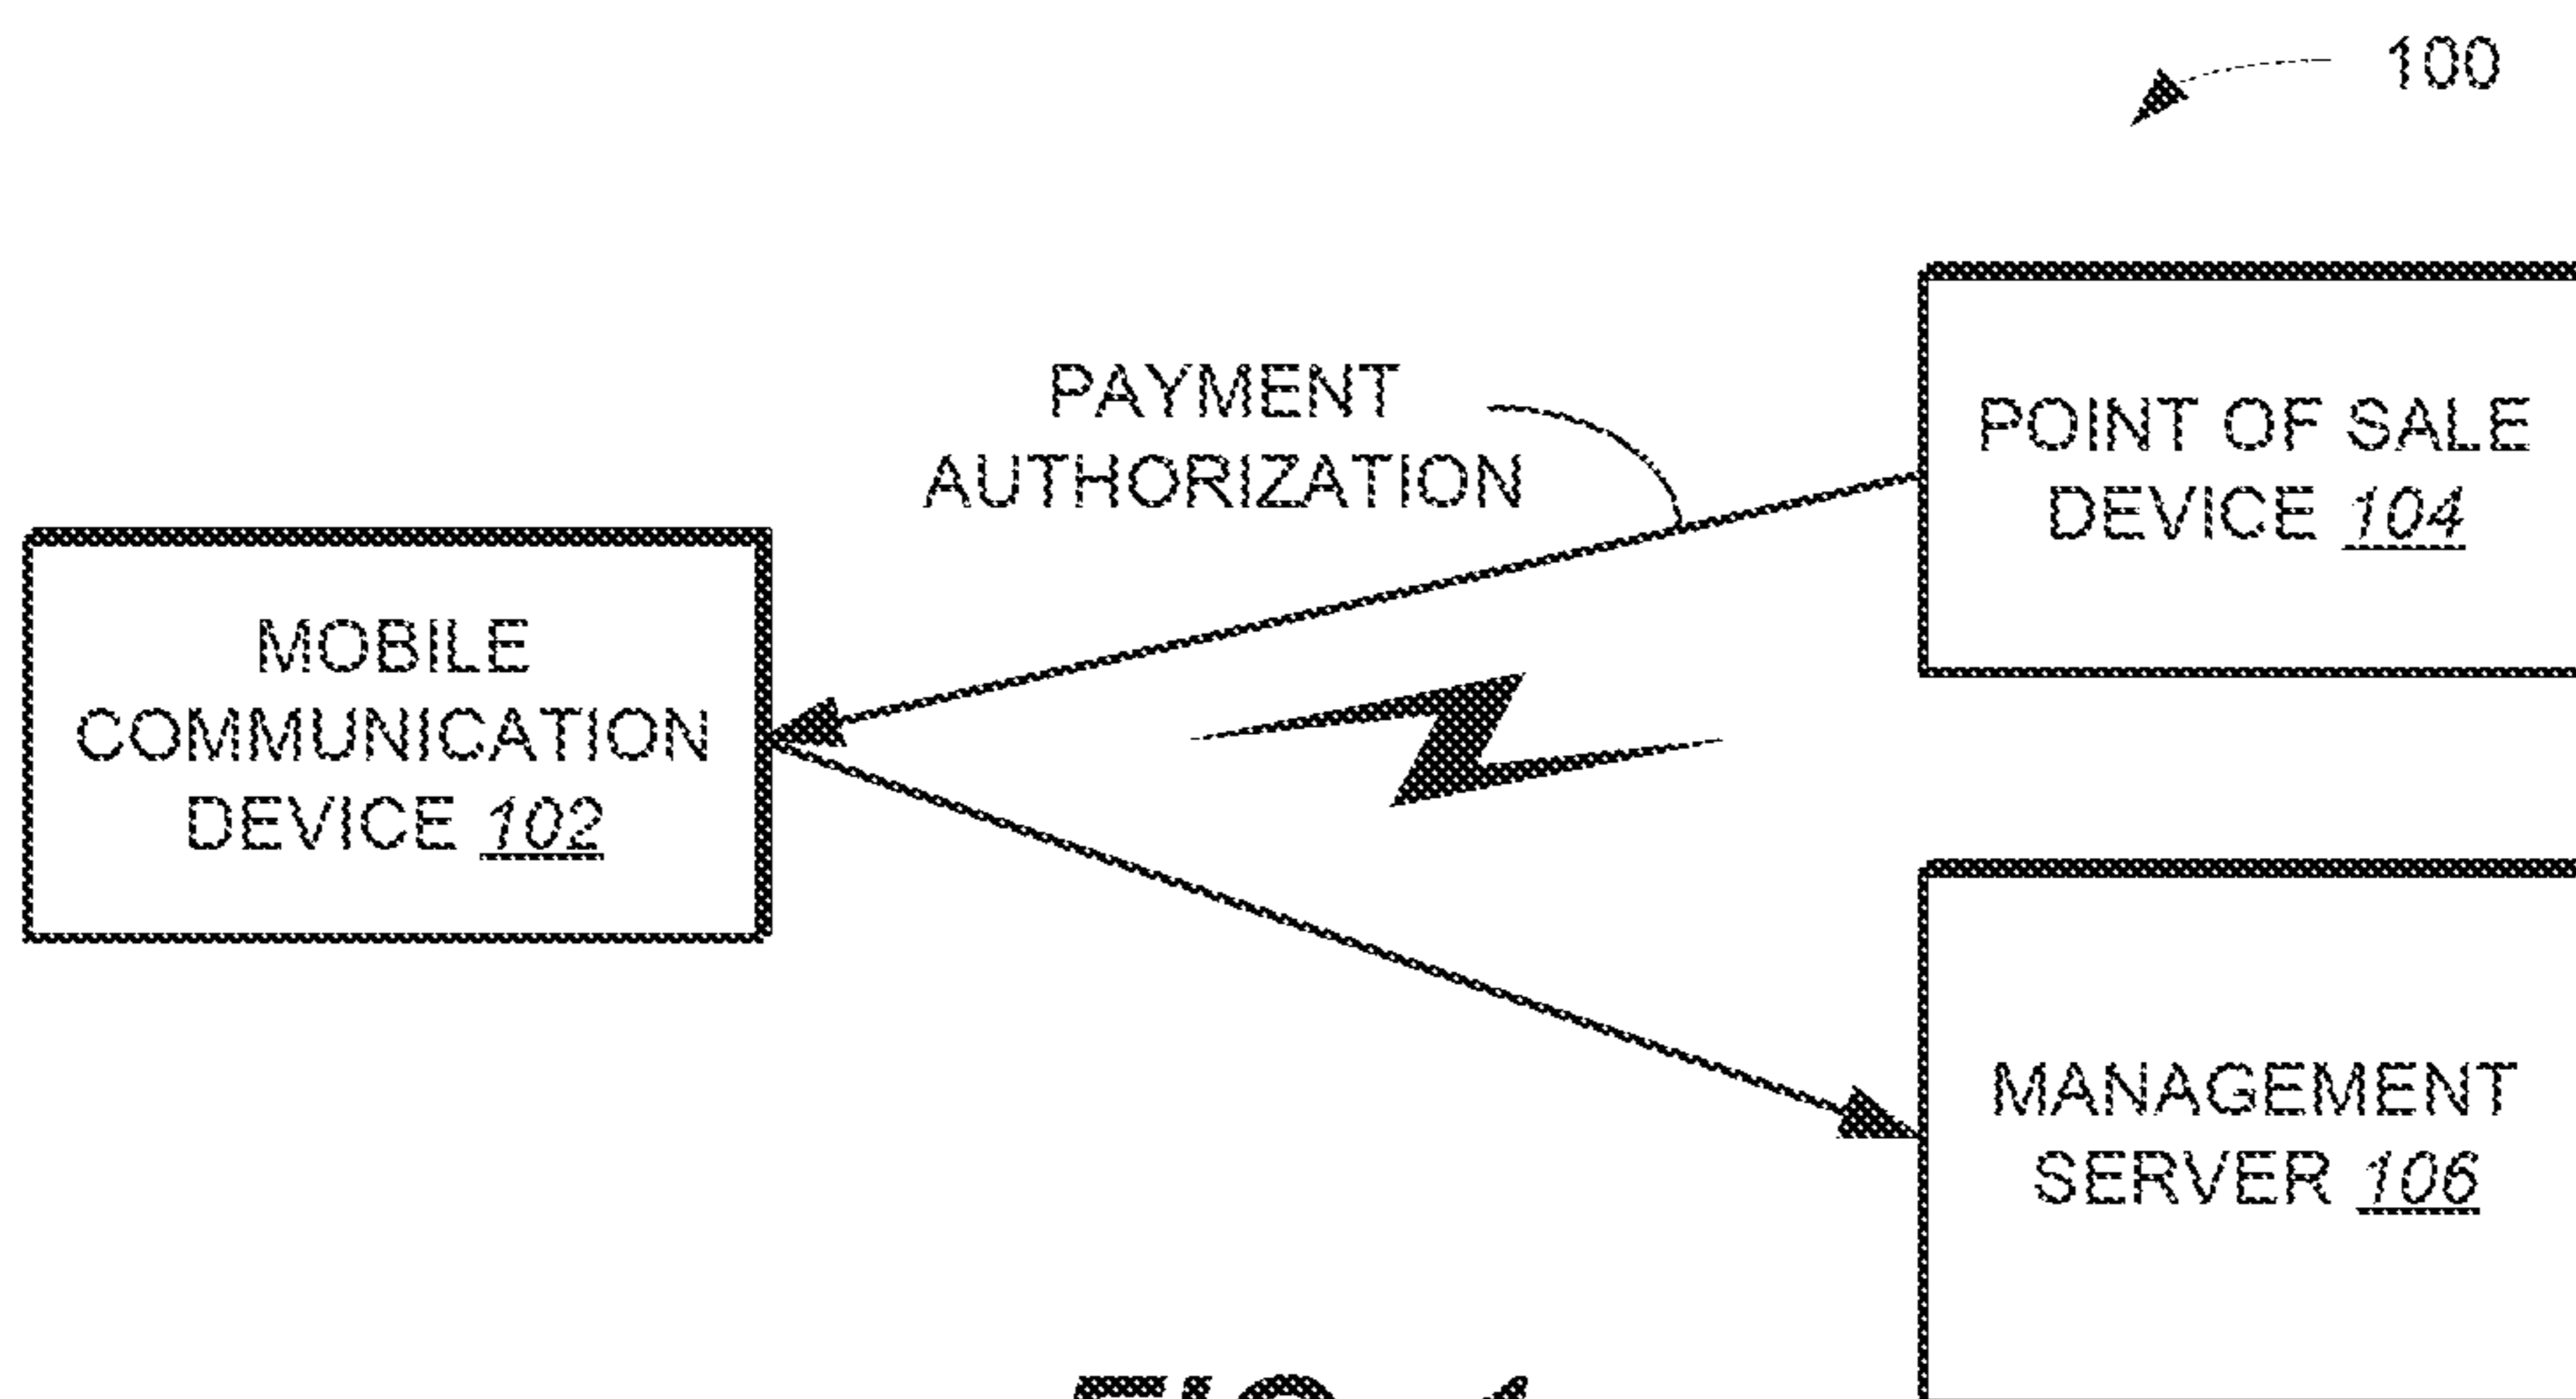 100
PAYMENT
AUTHORIZATION
POINT OF SALE
DEVICE 104
MOBILE
COMMUNICATION
DEVICE 102
MANAGEMENT
SERVER 106